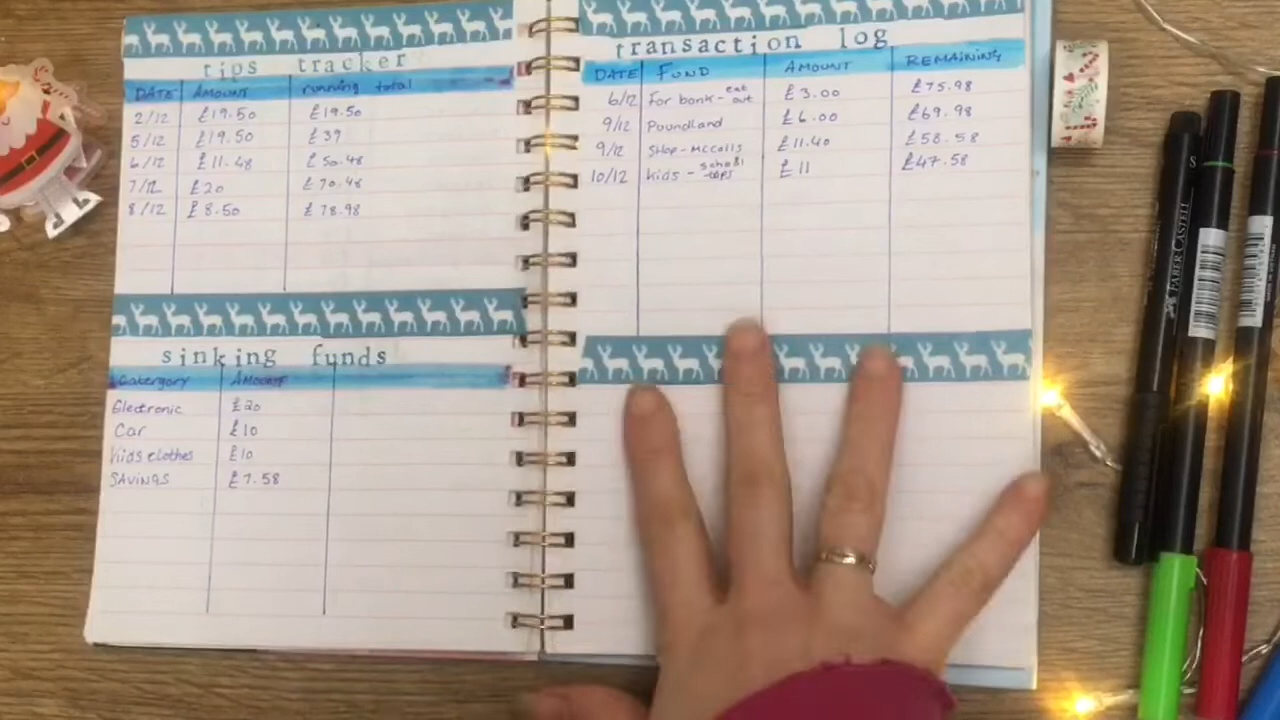 tips tracker
DATE AMOUNT running total
2/12 £19.50 £19.50
5/12 £19.50 £39
6/12 £11.48 £50.48
7/12 £20 £70.48
8/12 £8.50 £78.98
sinking funds
Catergory AMOUNT
Electronic £20
Car £10
Kids clothes £10
SAVINGS £7.58
transaction log
DATE FUND AMOUNT REMAINING
6/12 For bank - eat out £3.00 £75.98
9/12 Poundland £6.00 £69.98
9/12 SHOP - McColls £11.40 £58.58
10/12 kids - school £11 £47.58
FABER-CASTELL